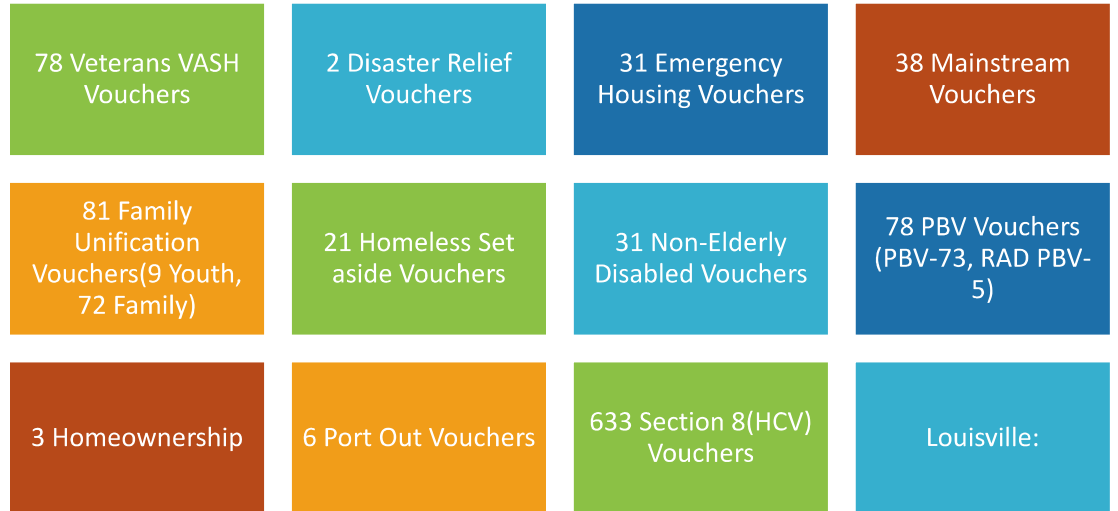 78 Veterans VASH
Vouchers
2 Disaster Relief
Vouchers
31 Emergency
Housing Vouchers
38 Mainstream
Vouchers
81 Family
Unification
Vouchers(9 Youth,
72 Family)
21 Homeless Set
aside Vouchers
31 Non-Elderly
Disabled Vouchers
78 PBV Vouchers
(PBV-73, RAD PBV-
5)
3 Homeownership
6 Port Out Vouchers
633 Section 8(HCV)
Vouchers
Louisville: